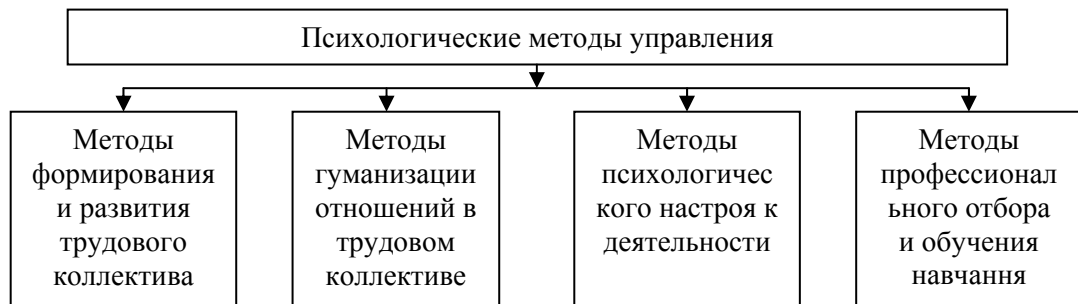 Психологические методы управления
Методы
формирования
и развития
трудового
коллектива
Методы
гуманизации
отношений в
трудовом
коллективе
Методы
психологичес
кого настроя к
деятельности
Методы
профессионал
ьного отбора
и обучения
навчання